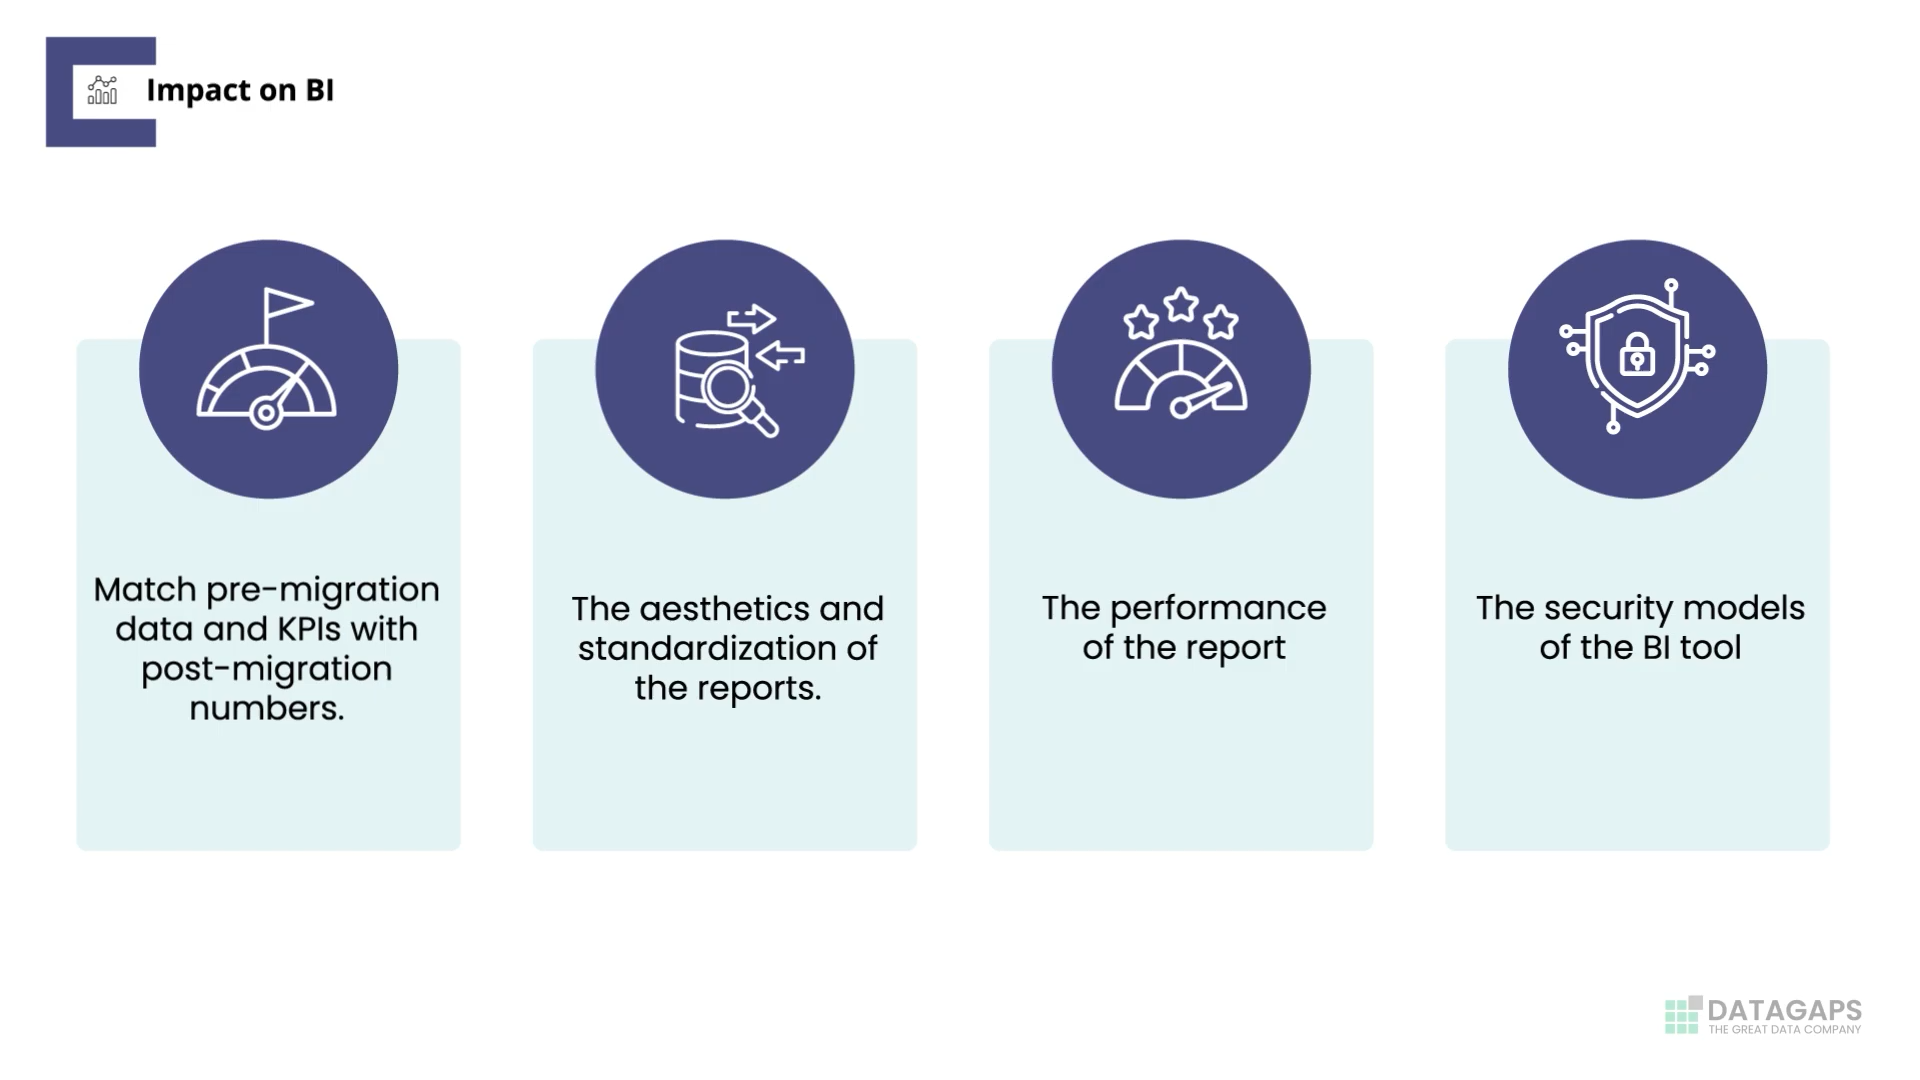 Impact on BI
Match pre-migration
data and KPIs with
post-migration
numbers.
The aesthetics and
standardization of
the reports.
The performance
of the report
The security models
of the BI tool
DATAGAPS
THE GREAT DATA COMPANY